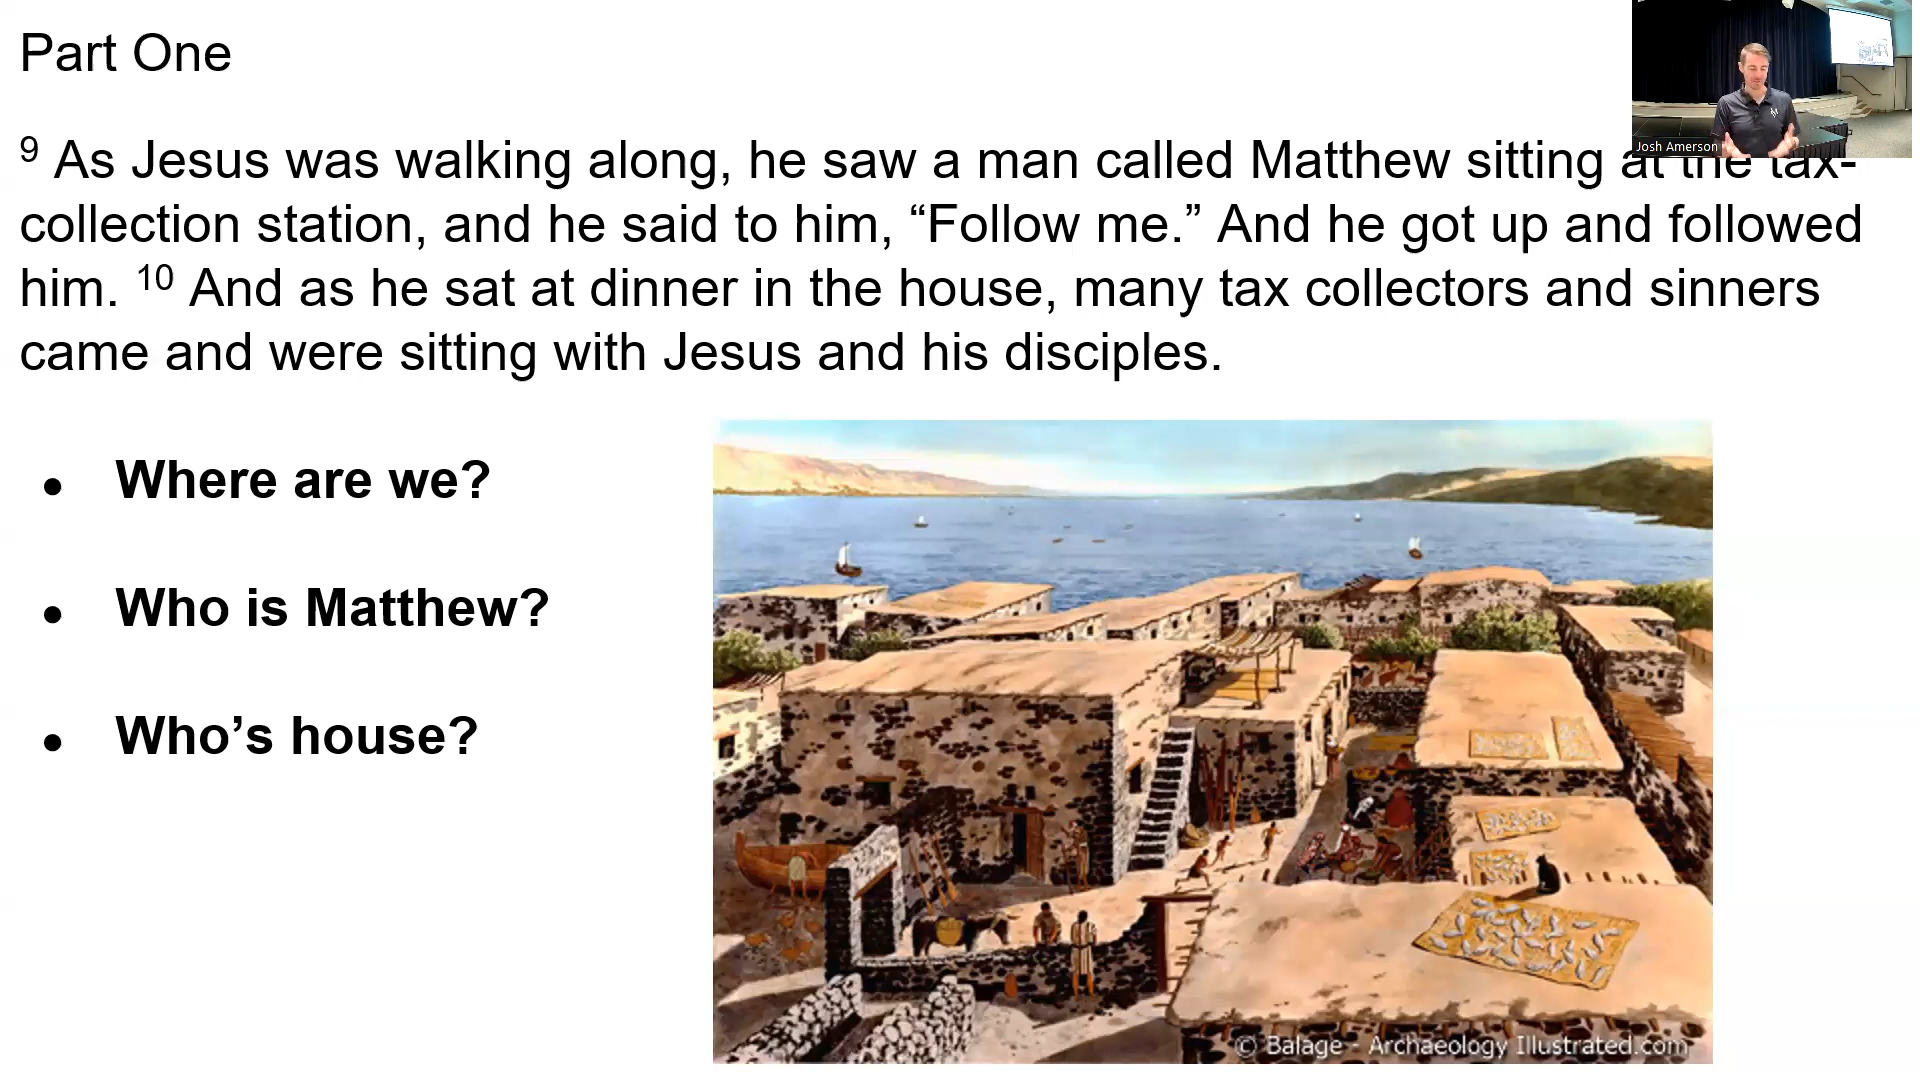 Part One
Josh Amerson
⁹ As Jesus was walking along, he saw a man called Matthew sitting at the tax-
collection station, and he said to him, “Follow me.” And he got up and followed
him. ¹⁰ And as he sat at dinner in the house, many tax collectors and sinners
came and were sitting with Jesus and his disciples.
● Where are we?
● Who is Matthew?
● Who’s house?
© Balage - Archaeology Illustrated.com